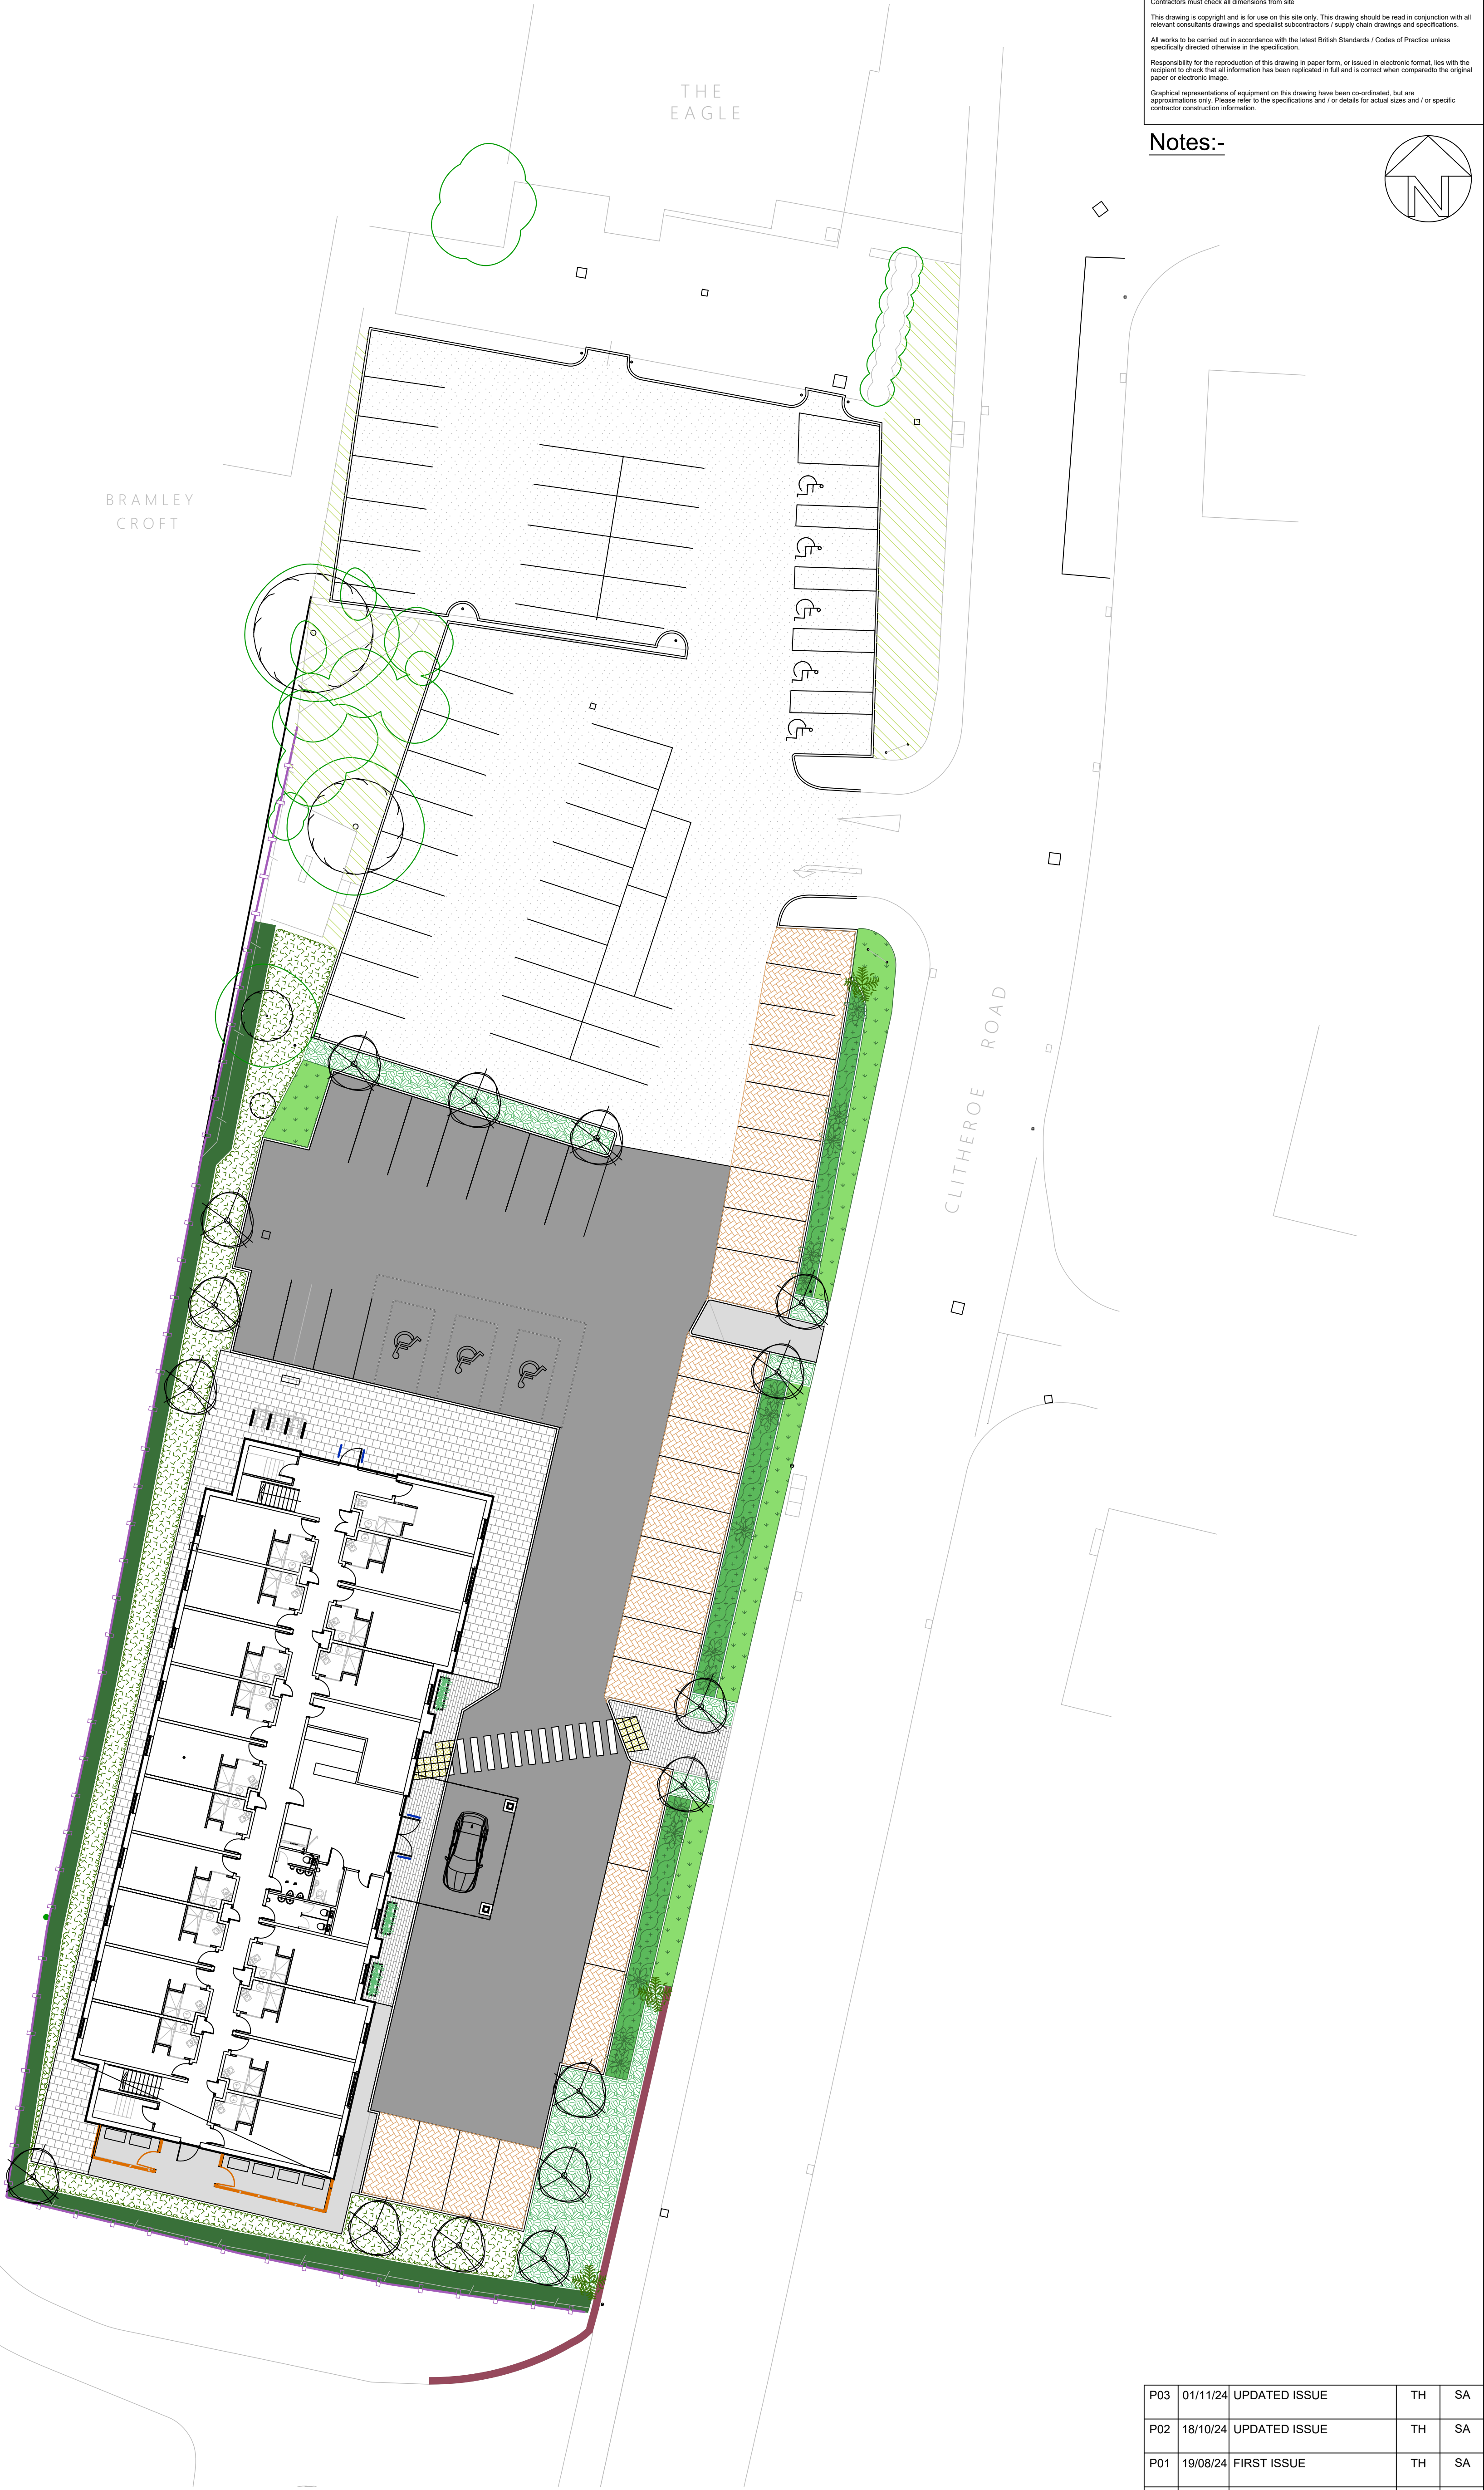 Contractors must check all dimensions from site
This drawing is copyright and is for use on this site only. This drawing should be read in conjunction with all
relevant consultants drawings and specialist subcontractors / supply chain drawings and specifications.
All works to be carried out in accordance with the latest British Standards / Codes of Practice unless
specifically directed otherwise in the specification.
Responsibility for the reproduction of this drawing in paper form, or issued in electronic format, lies with the
recipient to check that all information has been replicated in full and is correct when comparedto the original
paper or electronic image.
Graphical representations of equipment on this drawing have been co-ordinated, but are
approximations only. Please refer to the specifications and / or details for actual sizes and / or specific
contractor construction information.
Notes:-
N
THE
EAGLE
BRAMLEY
CROFT
CLITHEROE ROAD
P03 01/11/24 UPDATED ISSUE TH SA
P02 18/10/24 UPDATED ISSUE TH SA
P01 19/08/24 FIRST ISSUE TH SA